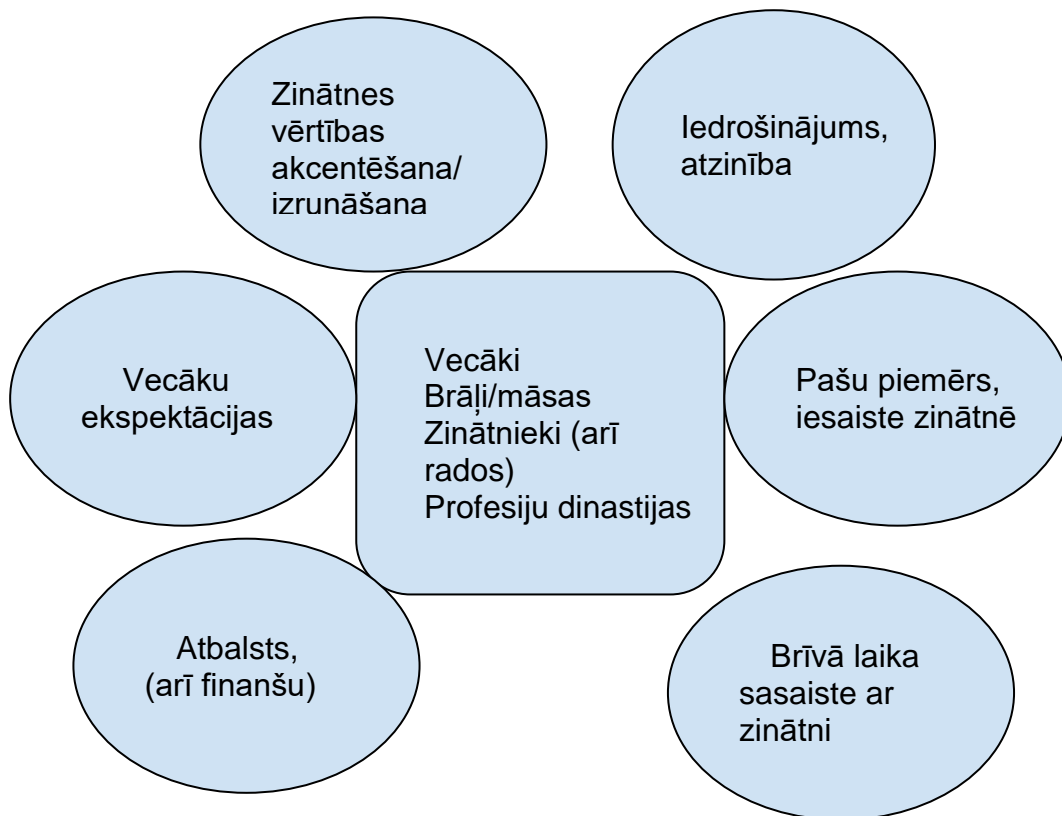 Zinātnes
vērtības
akcentēšana/
izrunāšana
Iedrošinājums,
atzinība
Vecāku
ekspektācijas
Vecāki
Brāļi/māsas
Zinātnieki (arī
rados)
Profesiju dinastijas
Pašu piemērs,
iesaiste zinātnē
Atbalsts,
(arī finanšu)
Brīvā laika
sasaiste ar
zinātni